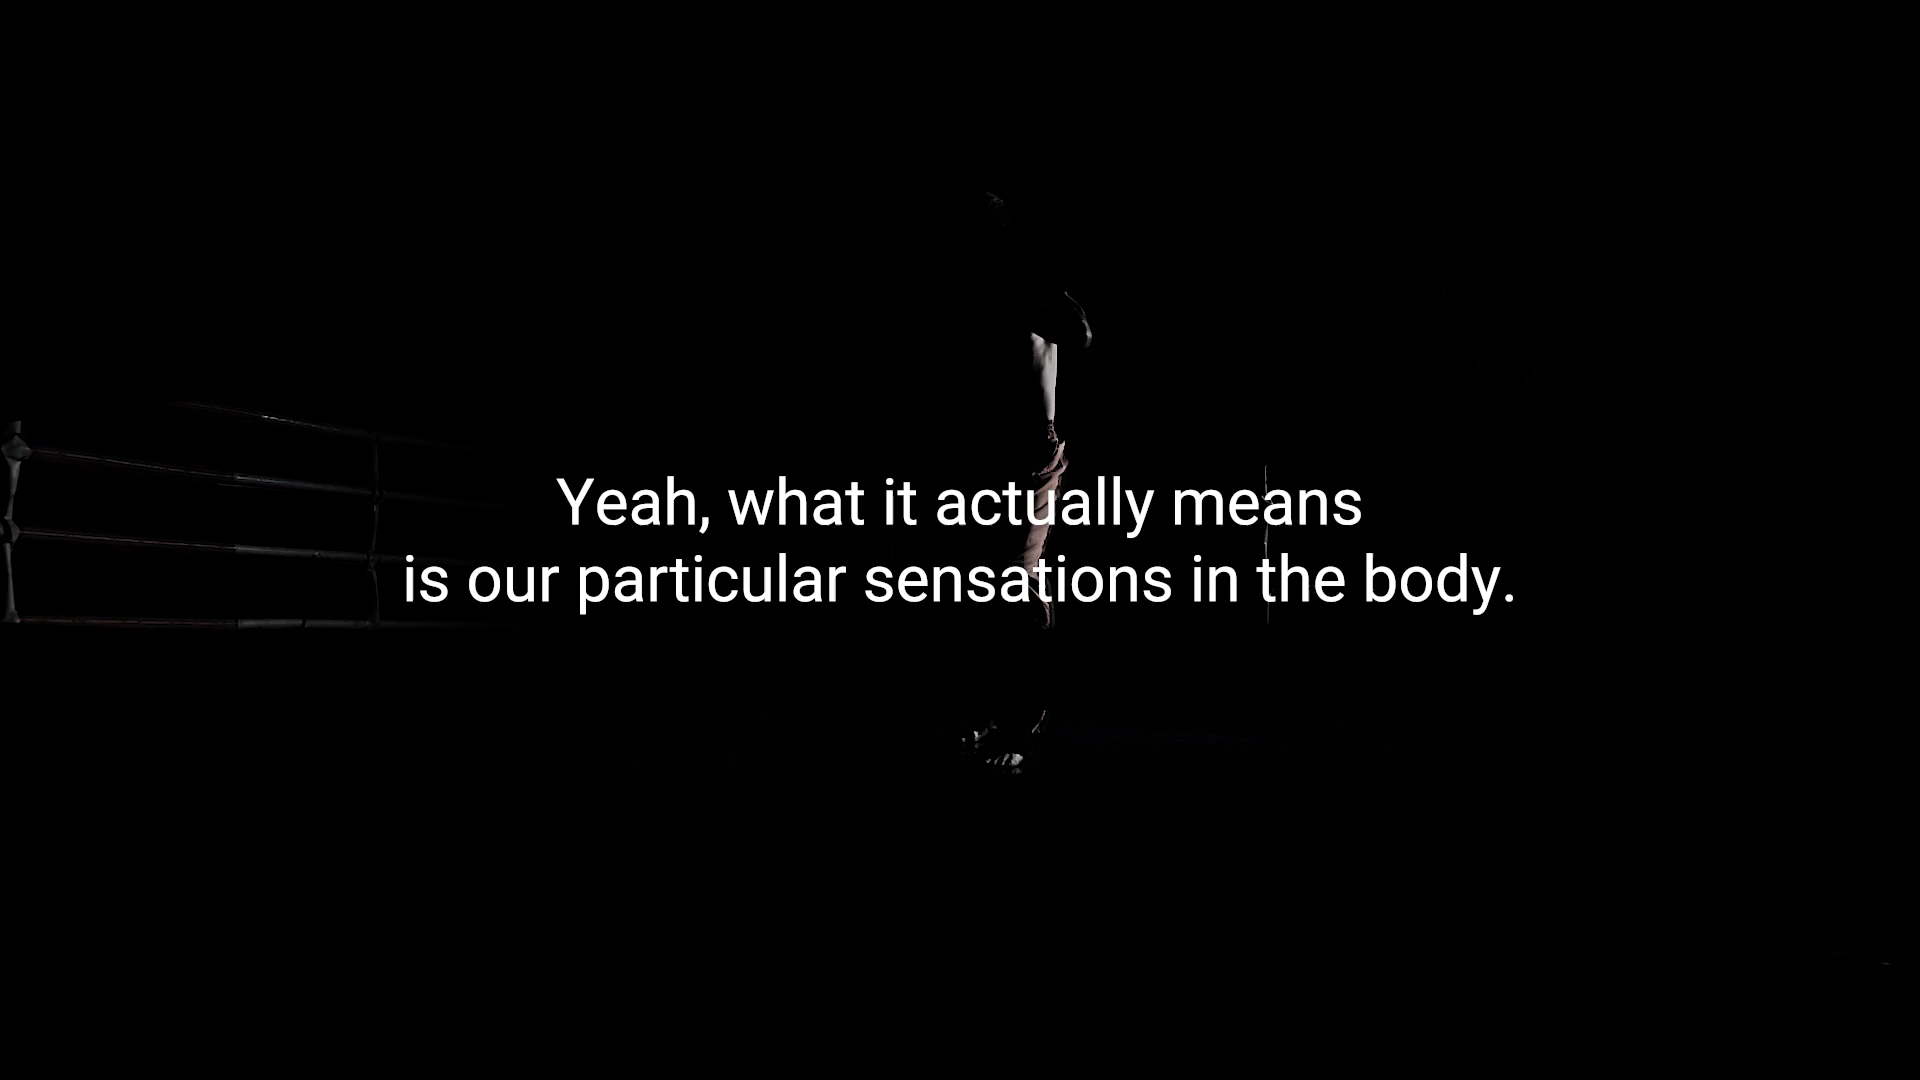 Yeah, what it actually means
is our particular sensations in the body.